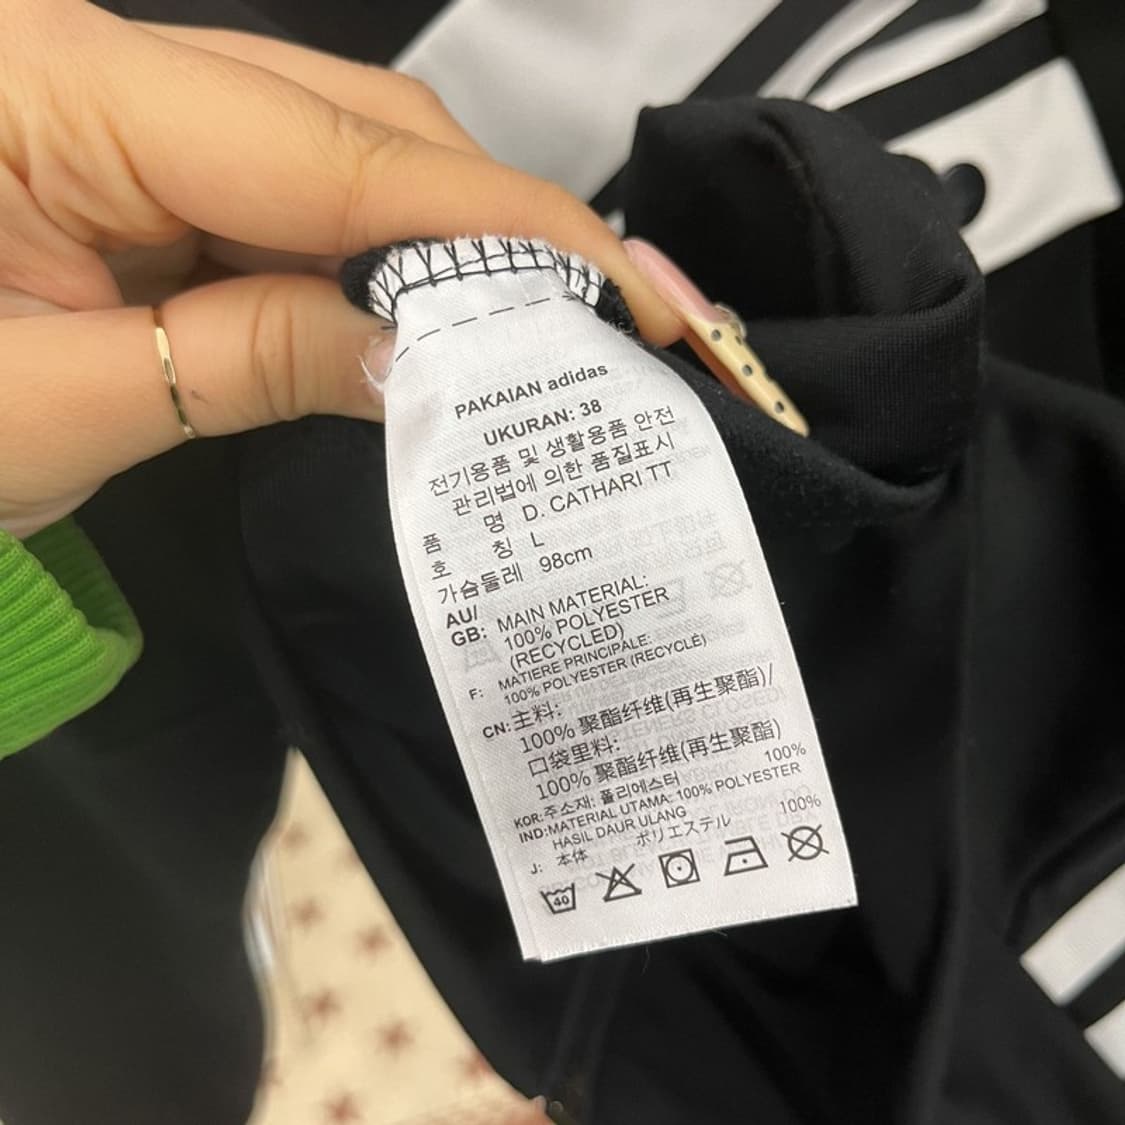 PAKAIAN adidas
UKURAN: 38
전기용품 및 생활용품 안전
관리법에 의한 품질표시
품 명 D. CATHARI TT
호 칭 L
가슴둘레 98cm
AU/
GB: MAIN MATERIAL:
100% POLYESTER
(RECYCLED)
F: MATIERE PRINCIPALE:
100% POLYESTER (RECYCLÉ)
CN: 主料:
100% 聚酯纤维(再生聚酯)/
口袋里料:
100% 聚酯纤维(再生聚酯)
KOR: 주소재: 폴리에스터 100%
IND: MATERIAL UTAMA: 100% POLYESTER
HASIL DAUR ULANG
J: 本体 ポリエステル 100%
40